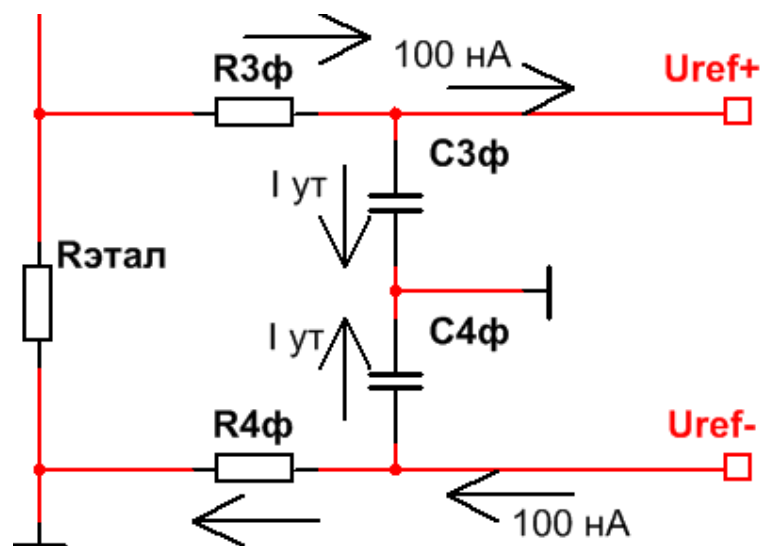 100 нА
R3ф
Uref+
C3ф
I ут
Rэтал
C4ф
I ут
R4ф
Uref-
100 нА